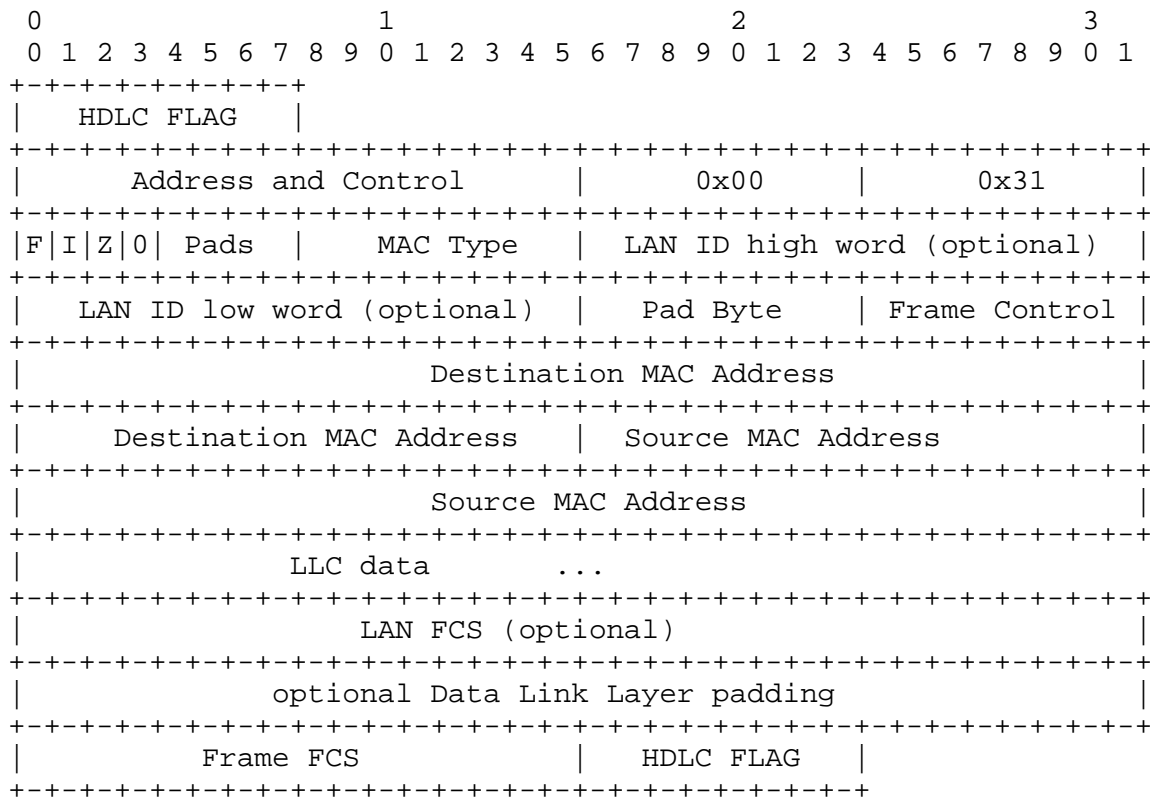 0                   1                   2                   3
 0 1 2 3 4 5 6 7 8 9 0 1 2 3 4 5 6 7 8 9 0 1 2 3 4 5 6 7 8 9 0 1
+-+-+-+-+-+-+-+-+
|   HDLC FLAG   |
+-+-+-+-+-+-+-+-+-+-+-+-+-+-+-+-+-+-+-+-+-+-+-+-+-+-+-+-+-+-+-+-+
|      Address and Control      |      0x00     |      0x31     |
+-+-+-+-+-+-+-+-+-+-+-+-+-+-+-+-+-+-+-+-+-+-+-+-+-+-+-+-+-+-+-+-+
|F|I|Z|0| Pads  |    MAC Type   |  LAN ID high word (optional)  |
+-+-+-+-+-+-+-+-+-+-+-+-+-+-+-+-+-+-+-+-+-+-+-+-+-+-+-+-+-+-+-+-+
|   LAN ID low word (optional)  |   Pad Byte    | Frame Control |
+-+-+-+-+-+-+-+-+-+-+-+-+-+-+-+-+-+-+-+-+-+-+-+-+-+-+-+-+-+-+-+-+
|                       Destination MAC Address                 |
+-+-+-+-+-+-+-+-+-+-+-+-+-+-+-+-+-+-+-+-+-+-+-+-+-+-+-+-+-+-+-+-+
|     Destination MAC Address   |  Source MAC Address           |
+-+-+-+-+-+-+-+-+-+-+-+-+-+-+-+-+-+-+-+-+-+-+-+-+-+-+-+-+-+-+-+-+
|                       Source MAC Address                      |
+-+-+-+-+-+-+-+-+-+-+-+-+-+-+-+-+-+-+-+-+-+-+-+-+-+-+-+-+-+-+-+-+
|               LLC data       ...
+-+-+-+-+-+-+-+-+-+-+-+-+-+-+-+-+-+-+-+-+-+-+-+-+-+-+-+-+-+-+-+-+
|                   LAN FCS (optional)                          |
+-+-+-+-+-+-+-+-+-+-+-+-+-+-+-+-+-+-+-+-+-+-+-+-+-+-+-+-+-+-+-+-+
|              optional Data Link Layer padding                 |
+-+-+-+-+-+-+-+-+-+-+-+-+-+-+-+-+-+-+-+-+-+-+-+-+-+-+-+-+-+-+-+-+
|          Frame FCS            |   HDLC FLAG   |
+-+-+-+-+-+-+-+-+-+-+-+-+-+-+-+-+-+-+-+-+-+-+-+-+